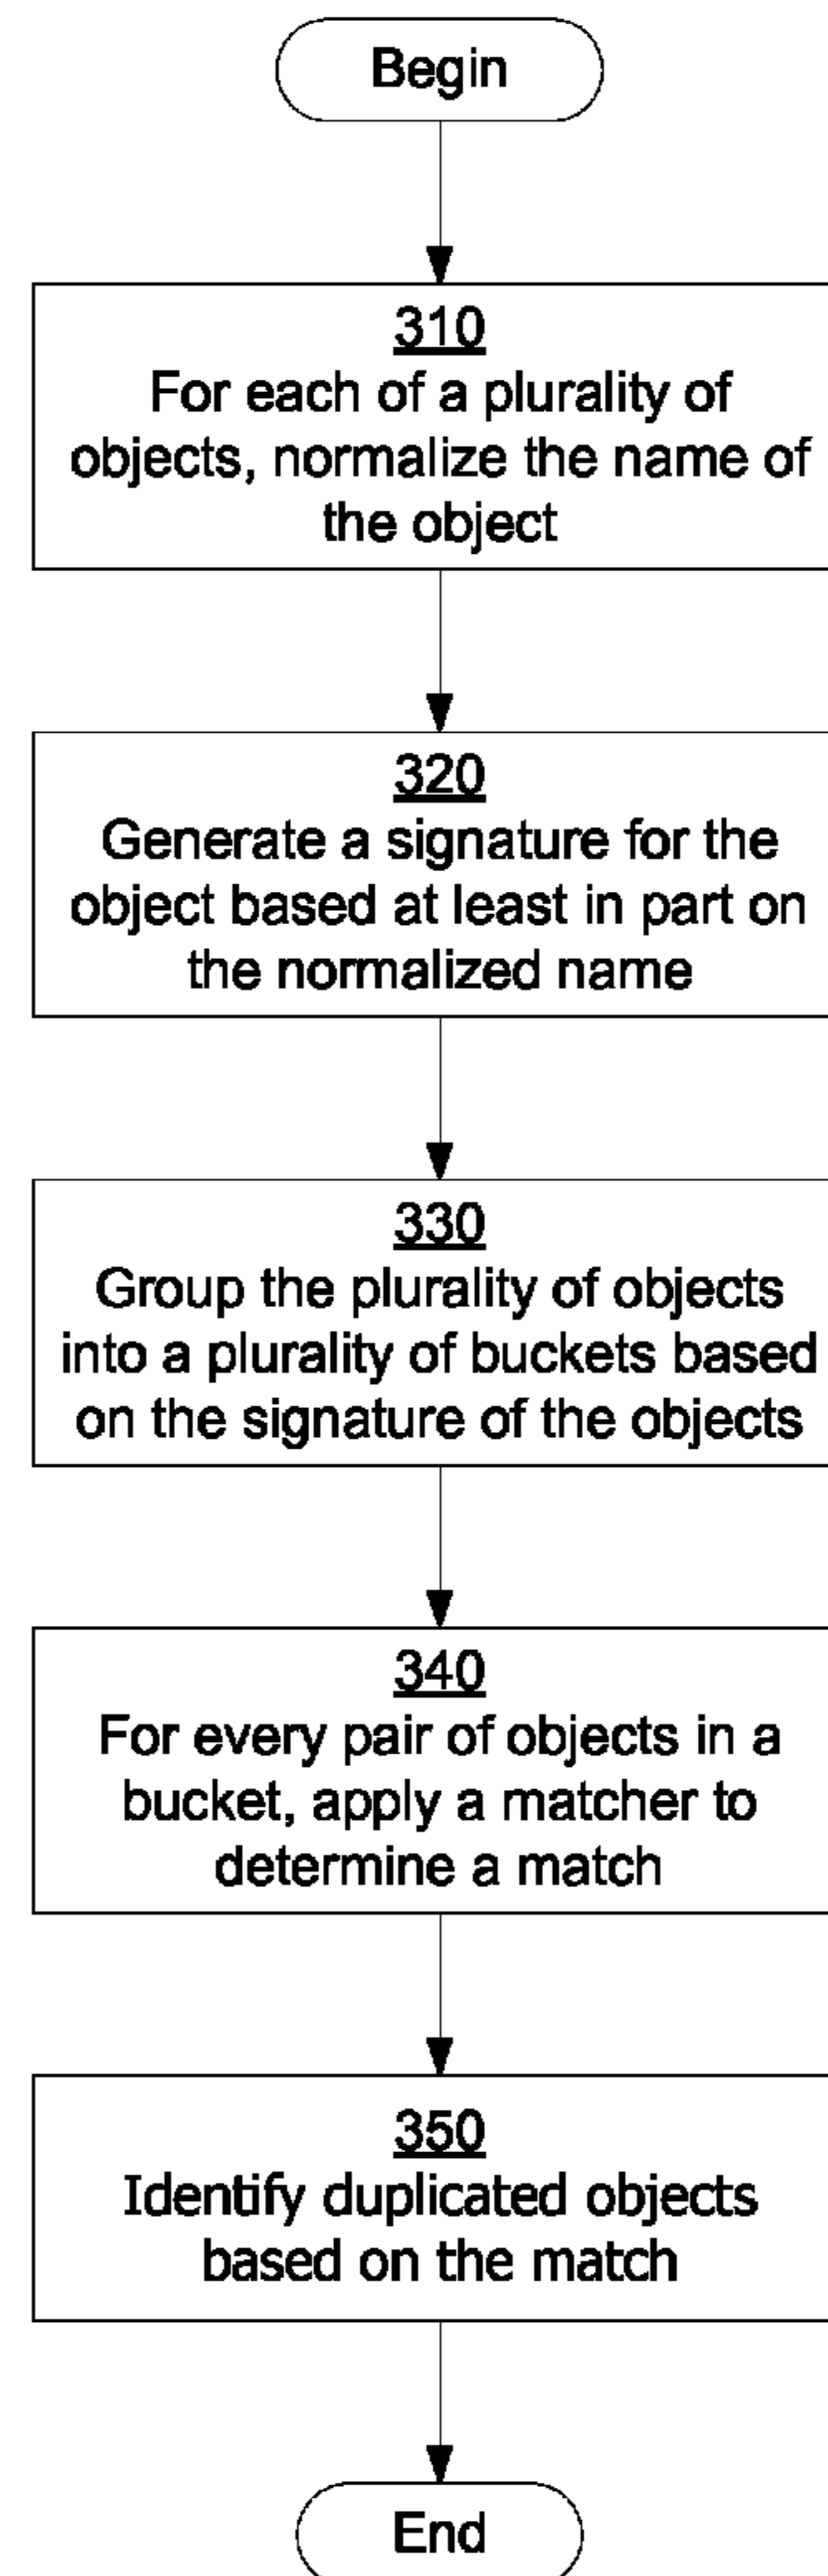 Begin
310
For each of a plurality of
objects, normalize the name of
the object
320
Generate a signature for the
object based at least in part on
the normalized name
330
Group the plurality of objects
into a plurality of buckets based
on the signature of the objects
340
For every pair of objects in a
bucket, apply a matcher to
determine a match
350
Identify duplicated objects
based on the match
End